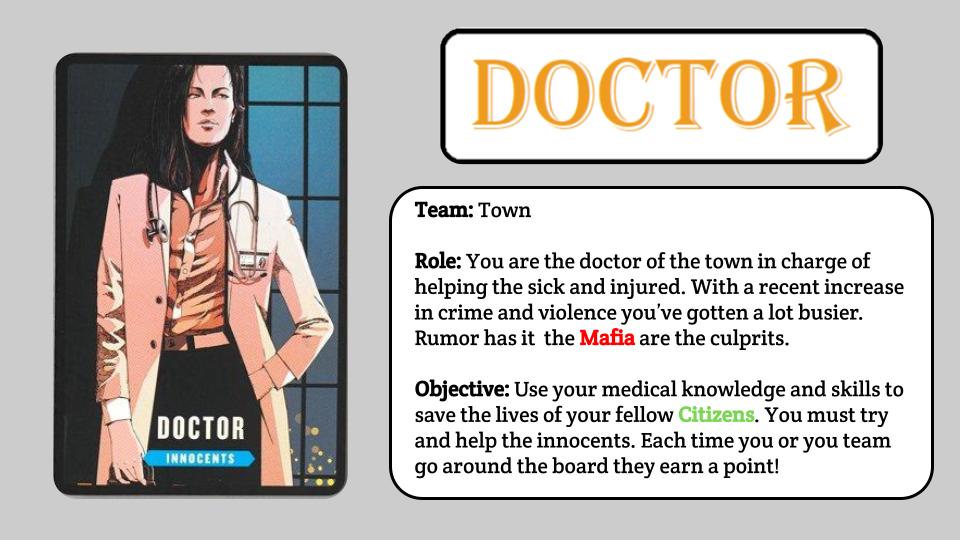 DOCTOR
Team: Town
Role: You are the doctor of the town in charge of
helping the sick and injured. With a recent increase
in crime and violence you've gotten a lot busier.
Rumor has it  the Mafia are the culprits.
Objective: Use your medical knowledge and skills to
save the lives of your fellow Citizens. You must try
and help the innocents. Each time you or you team
go around the board they earn a point!
DOCTOR
INNOCENTS